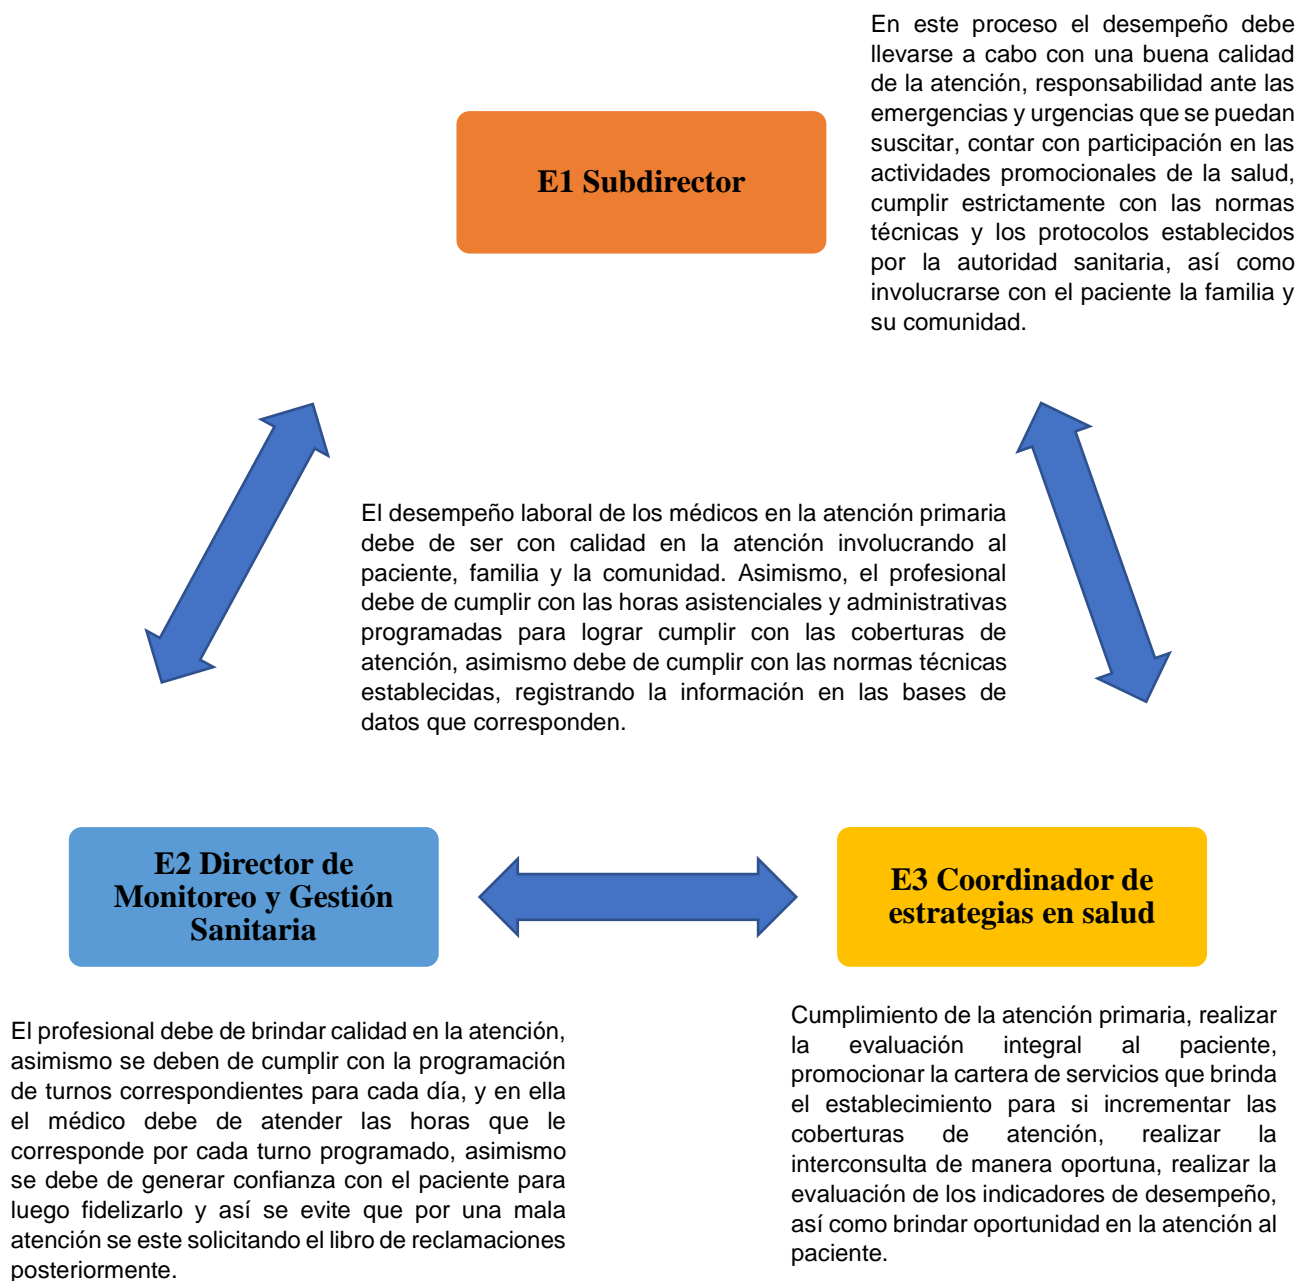 En este proceso el desempeño debe
llevarse a cabo con una buena calidad
de la atención, responsabilidad ante las
emergencias y urgencias que se puedan
suscitar, contar con participación en las
actividades promocionales de la salud,
cumplir estrictamente con las normas
técnicas y los protocolos establecidos
por la autoridad sanitaria, así como
involucrarse con el paciente la familia y
su comunidad.
E1 Subdirector
El desempeño laboral de los médicos en la atención primaria
debe de ser con calidad en la atención involucrando al
paciente, familia y la comunidad. Asimismo, el profesional
debe de cumplir con las horas asistenciales y administrativas
programadas para lograr cumplir con las coberturas de
atención, asimismo debe de cumplir con las normas técnicas
establecidas, registrando la información en las bases de
datos que corresponden.
E2 Director de
Monitoreo y Gestión
Sanitaria
E3 Coordinador de
estrategias en salud
El profesional debe de brindar calidad en la atención,
asimismo se deben de cumplir con la programación
de turnos correspondientes para cada día, y en ella
el médico debe de atender las horas que le
corresponde por cada turno programado, asimismo
se debe de generar confianza con el paciente para
luego fidelizarlo y así se evite que por una mala
atención se este solicitando el libro de reclamaciones
posteriormente.
Cumplimiento de la atención primaria, realizar
la evaluación integral al paciente,
promocionar la cartera de servicios que brinda
el establecimiento para si incrementar las
coberturas de atención, realizar la
interconsulta de manera oportuna, realizar la
evaluación de los indicadores de desempeño,
así como brindar oportunidad en la atención al
paciente.